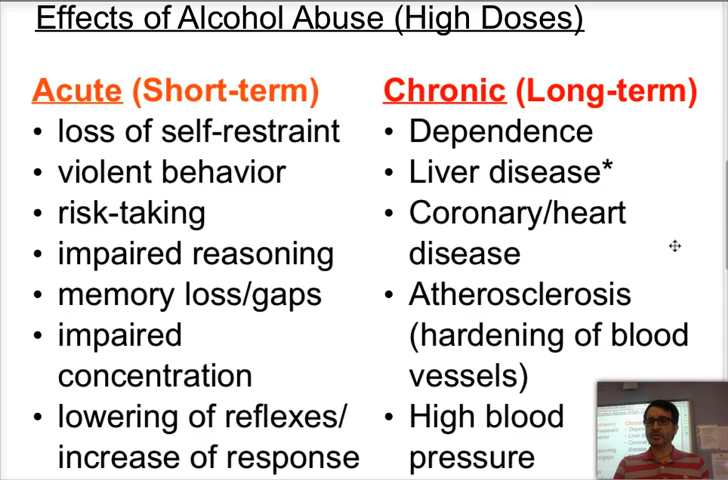 Effects of Alcohol Abuse (High Doses)
Acute (Short-term)
• loss of self-restraint
• violent behavior
• risk-taking
• impaired reasoning
• memory loss/gaps
• impaired
concentration
• lowering of reflexes/
increase of response
Chronic (Long-term)
• Dependence
• Liver disease*
• Coronary/heart
disease
• Atherosclerosis
(hardening of blood
vessels)
• High blood
pressure